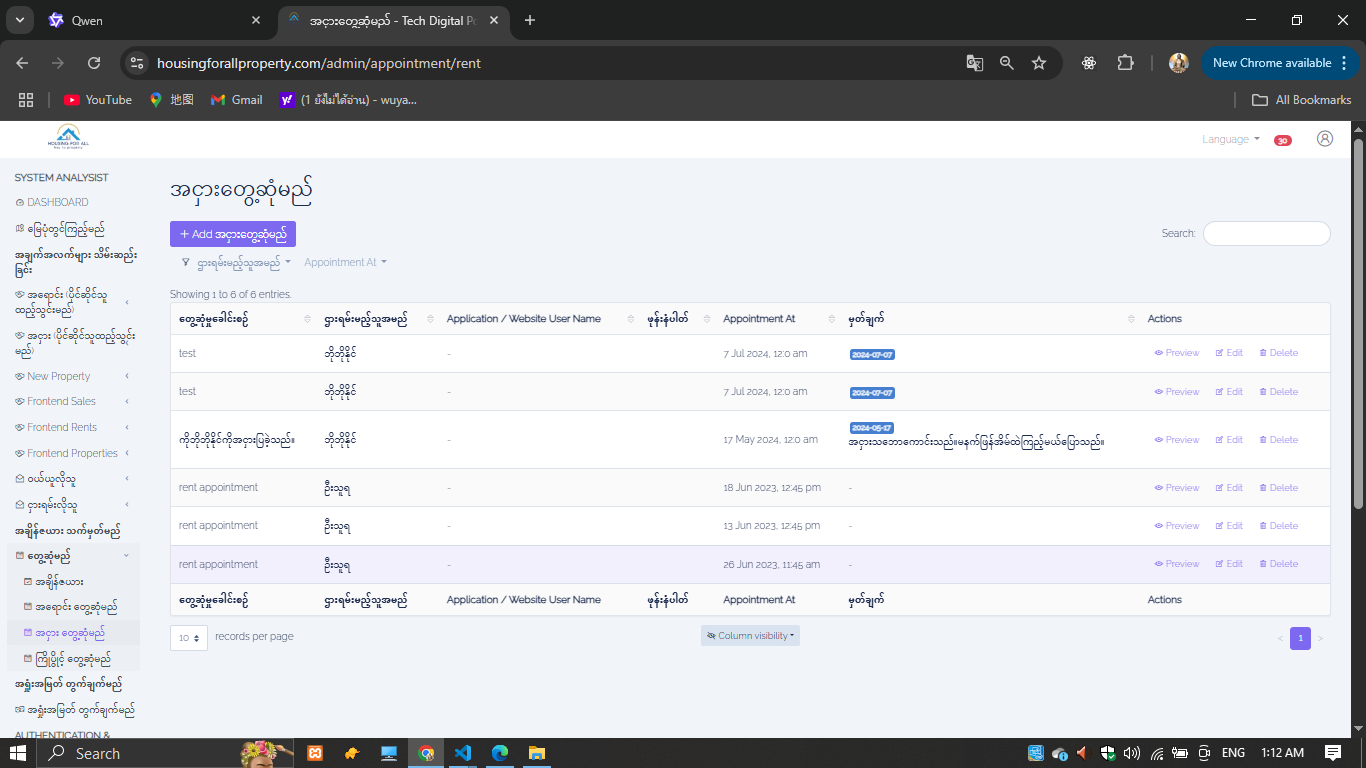 Qwen
အငှားတွေ့ဆုံမည် - Tech Digital Po
housingforallproperty.com/admin/appointment/rent
New Chrome available
YouTube
地图
Gmail
All Bookmarks
HOUSING FOR ALL
Language
30
SYSTEM ANALYSIST
DASHBOARD
မြေပုံတွင်ကြည့်မည်
အချက်အလက်များ သိမ်းဆည်း
ခြင်း
အရောင်း (ပိုင်ဆိုင်သူ
ထည့်သွင်းမည်)
အငှား (ပိုင်ဆိုင်သူထည့်သွင်း
မည်)
New Property
Frontend Sales
Frontend Rents
Frontend Properties
ဝယ်ယူလိုသူ
ငှားရမ်းလိုသူ
အချိန်ဇယား သက်မှတ်မည်
တွေ့ဆုံမည်
အချိန်ဇယား
အရောင်း တွေ့ဆုံမည်
အငှား တွေ့ဆုံမည်
ကြိုပွိုင့် တွေ့ဆုံမည်
အရှုံးအမြတ် တွက်ချက်မည်
အရှုံးအမြတ် တွက်ချက်မည်
AUTHENTICATION &
အငှားတွေ့ဆုံမည်
+ Add အငှားတွေ့ဆုံမည်
Search:
ဌားရမ်းမည့်သူအမည်
Appointment At
Showing 1 to 6 of 6 entries.
တွေ့ဆုံမှုခေါင်းစဉ် ဌားရမ်းမည့်သူအမည် Application / Website User Name ဖုန်းနံပါတ် Appointment At မှတ်ချက် Actions
test ဘိုဘိုနိုင် - 7 Jul 2024, 12:0 am 2024-07-07 Preview Edit Delete
test ဘိုဘိုနိုင် - 7 Jul 2024, 12:0 am 2024-07-07 Preview Edit Delete
2024-05-17
ကိုဘိုဘိုနိုင်ကိုအငှားပြခဲ့သည်။ ဘိုဘိုနိုင် - 17 May 2024, 12:0 am အငှားသဘောကောင်းသည်။မနက်ဖြန်အိမ်ထဲကြည့်မယ်ပြောသည်။ Preview Edit Delete
rent appointment ဦးသူရ - 18 Jun 2023, 12:45 pm - Preview Edit Delete
rent appointment ဦးသူရ - 13 Jun 2023, 12:45 pm - Preview Edit Delete
rent appointment ဦးသူရ - 26 Jun 2023, 11:45 am - Preview Edit Delete
တွေ့ဆုံမှုခေါင်းစဉ် ဌားရမ်းမည့်သူအမည် Application / Website User Name ဖုန်းနံပါတ် Appointment At မှတ်ချက် Actions
10 records per page
Column visibility
< 1 >
Search
ENG
1:12 AM